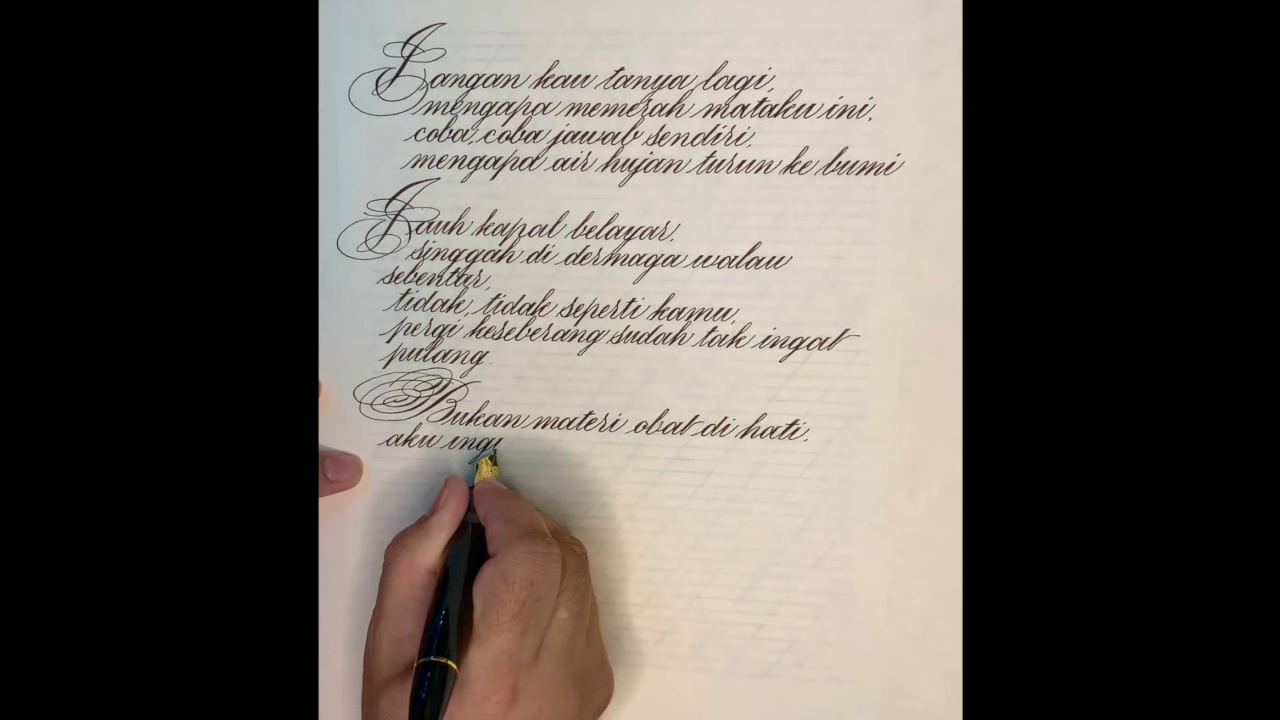 Jangan kau tanya lagi,
mengapa memerah mataku ini,
coba, coba jawab sendiri,
mengapa air hujan turun ke bumi
Jauh kapal belayar,
singgah di dermaga walau
sebentar,
tidak, tidak seperti kamu,
pergi keseberang sudah tak ingat
pulang.
Bukan materi obat di hati,
aku ing